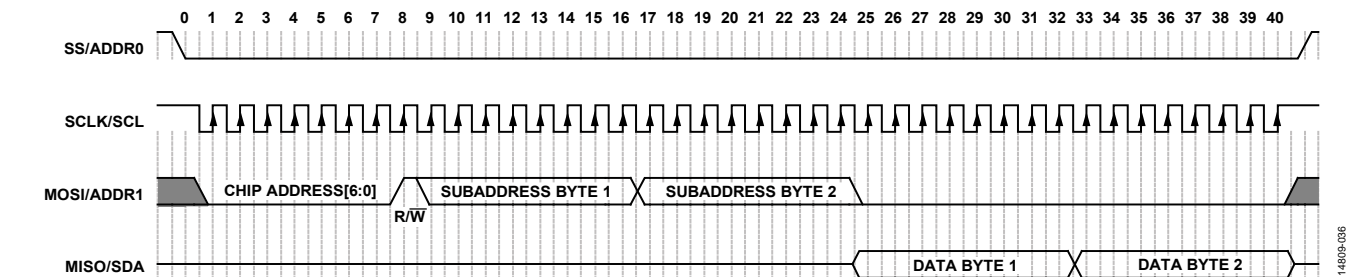 0 1 2 3 4 5 6 7 8 9 10 11 12 13 14 15 16 17 18 19 20 21 22 23 24 25 26 27 28 29 30 31 32 33 34 35 36 37 38 39 40
SS/ADDR0
SCLK/SCL
MOSI/ADDR1 CHIP ADDRESS[6:0] SUBADDRESS BYTE 1 SUBADDRESS BYTE 2
R/W̅
MISO/SDA DATA BYTE 1 DATA BYTE 2
14809-036